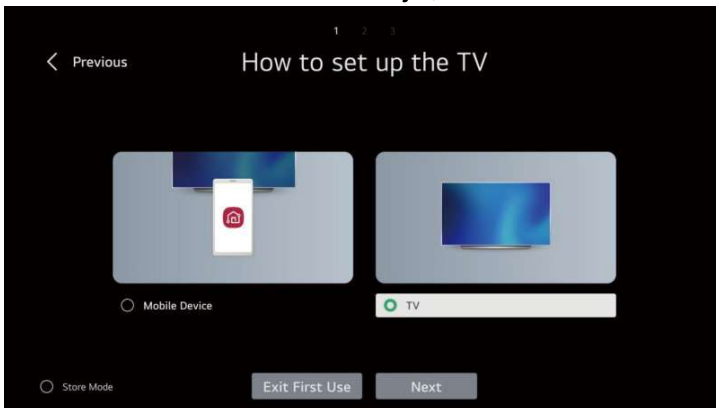 1 2 3
Previous
How to set up the TV
Mobile Device
TV
Store Mode
Exit First Use
Next